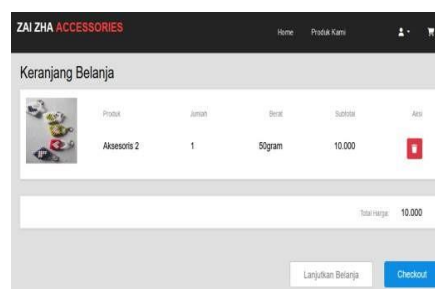 ZAI ZHA ACCESSORIES Home Produk Kami
Keranjang Belanja
Produk Jumlah Berat Subtotal Aksi
Aksesoris 2 1 50gram 10.000
Total Harga: 10.000
Lanjutkan Belanja Checkout